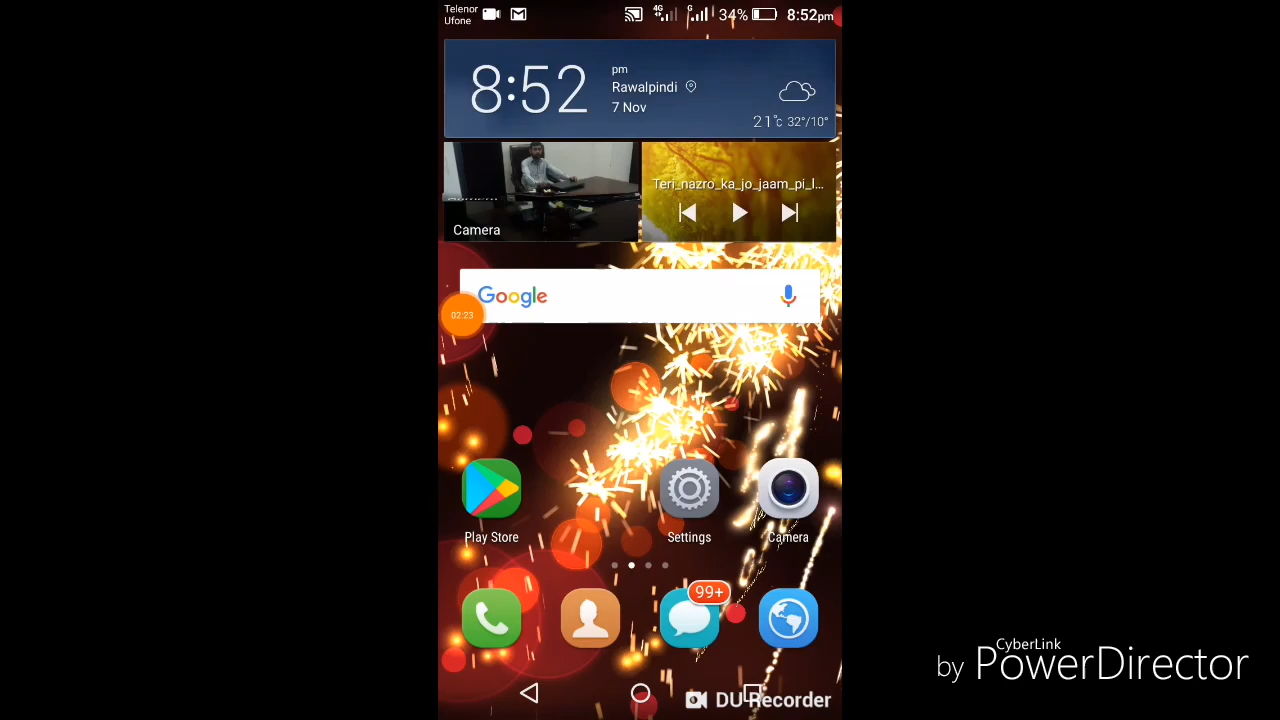 Telenor
Ufone
4G
G
34%
8:52pm
8:52
pm
Rawalpindi
7 Nov
21°c 32°/10°
Teri_nazro_ka_jo_jaam_pi_l...
Camera
Google
02:23
Play Store
Settings
Camera
99+
DU Recorder
CyberLink
by PowerDirector